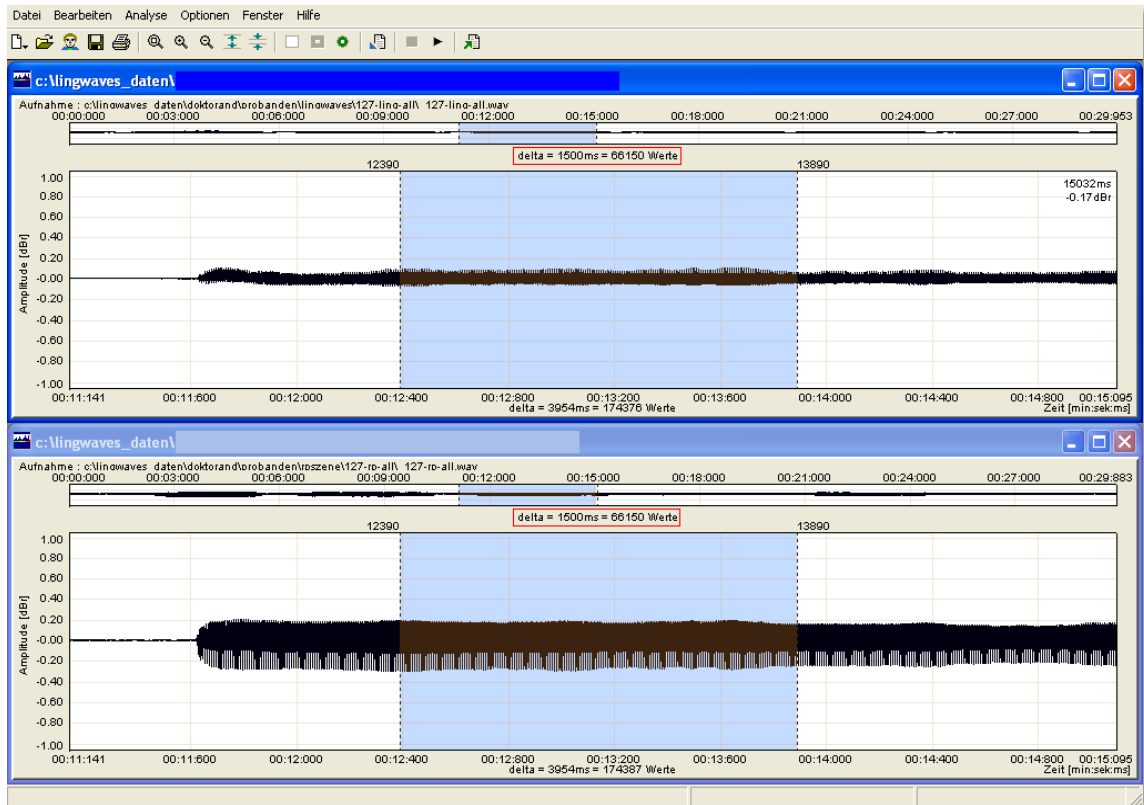 Datei Bearbeiten Analyse Optionen Fenster Hilfe
c:\lingwaves_daten\
Aufnahme : c:\lingwaves_daten\doktorand\probanden\lingwaves\127-ling-all\_127-ling-all.wav
00:00:000 00:03:000 00:06:000 00:09:000 00:12:000 00:15:000 00:18:000 00:21:000 00:24:000 00:27:000 00:29:953
delta = 1500ms = 66150 Werte
12390 13890
15032ms
-0.17dBr
Amplitude [dBr]
1.00
0.80
0.60
0.40
0.20
-0.00
-0.20
-0.40
-0.60
-0.80
-1.00
00:11:141 00:11:600 00:12:000 00:12:400 00:12:800 00:13:200 00:13:600 00:14:000 00:14:400 00:14:800 00:15:095
delta = 3954ms = 174376 Werte Zeit [min:sek:ms]
c:\lingwaves_daten\
Aufnahme : c:\lingwaves_daten\doktorand\probanden\rpszene\127-rp-all\_127-rp-all.wav
00:00:000 00:03:000 00:06:000 00:09:000 00:12:000 00:15:000 00:18:000 00:21:000 00:24:000 00:27:000 00:29:883
delta = 1500ms = 66150 Werte
12390 13890
Amplitude [dBr]
1.00
0.80
0.60
0.40
0.20
-0.00
-0.20
-0.40
-0.60
-0.80
-1.00
00:11:141 00:11:600 00:12:000 00:12:400 00:12:800 00:13:200 00:13:600 00:14:000 00:14:400 00:14:800 00:15:095
delta = 3954ms = 174387 Werte Zeit [min:sek:ms]